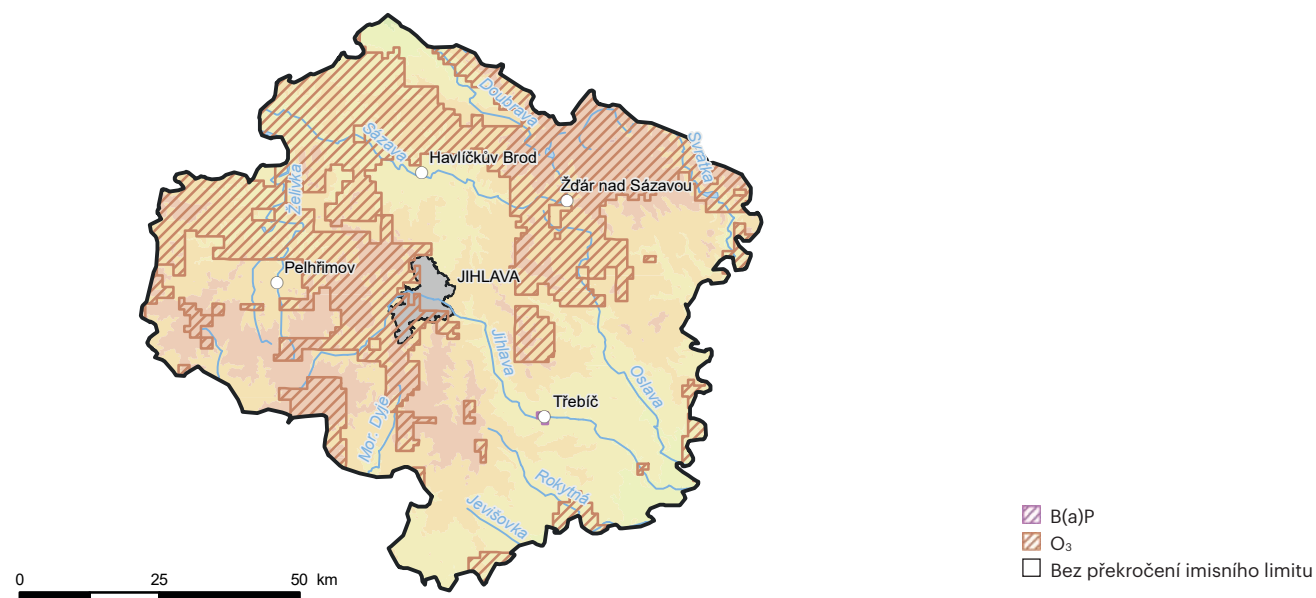 Doubrava
Svratka
Sázava
Havlíčkův Brod
Žďár nad Sázavou
Želivka
Pelhřimov
JIHLAVA
Jihlava
Oslava
Třebíč
Mor. Dyje
Rokytná
Jevišovka
0 25 50 km
B(a)P
O₃
Bez překročení imisního limitu